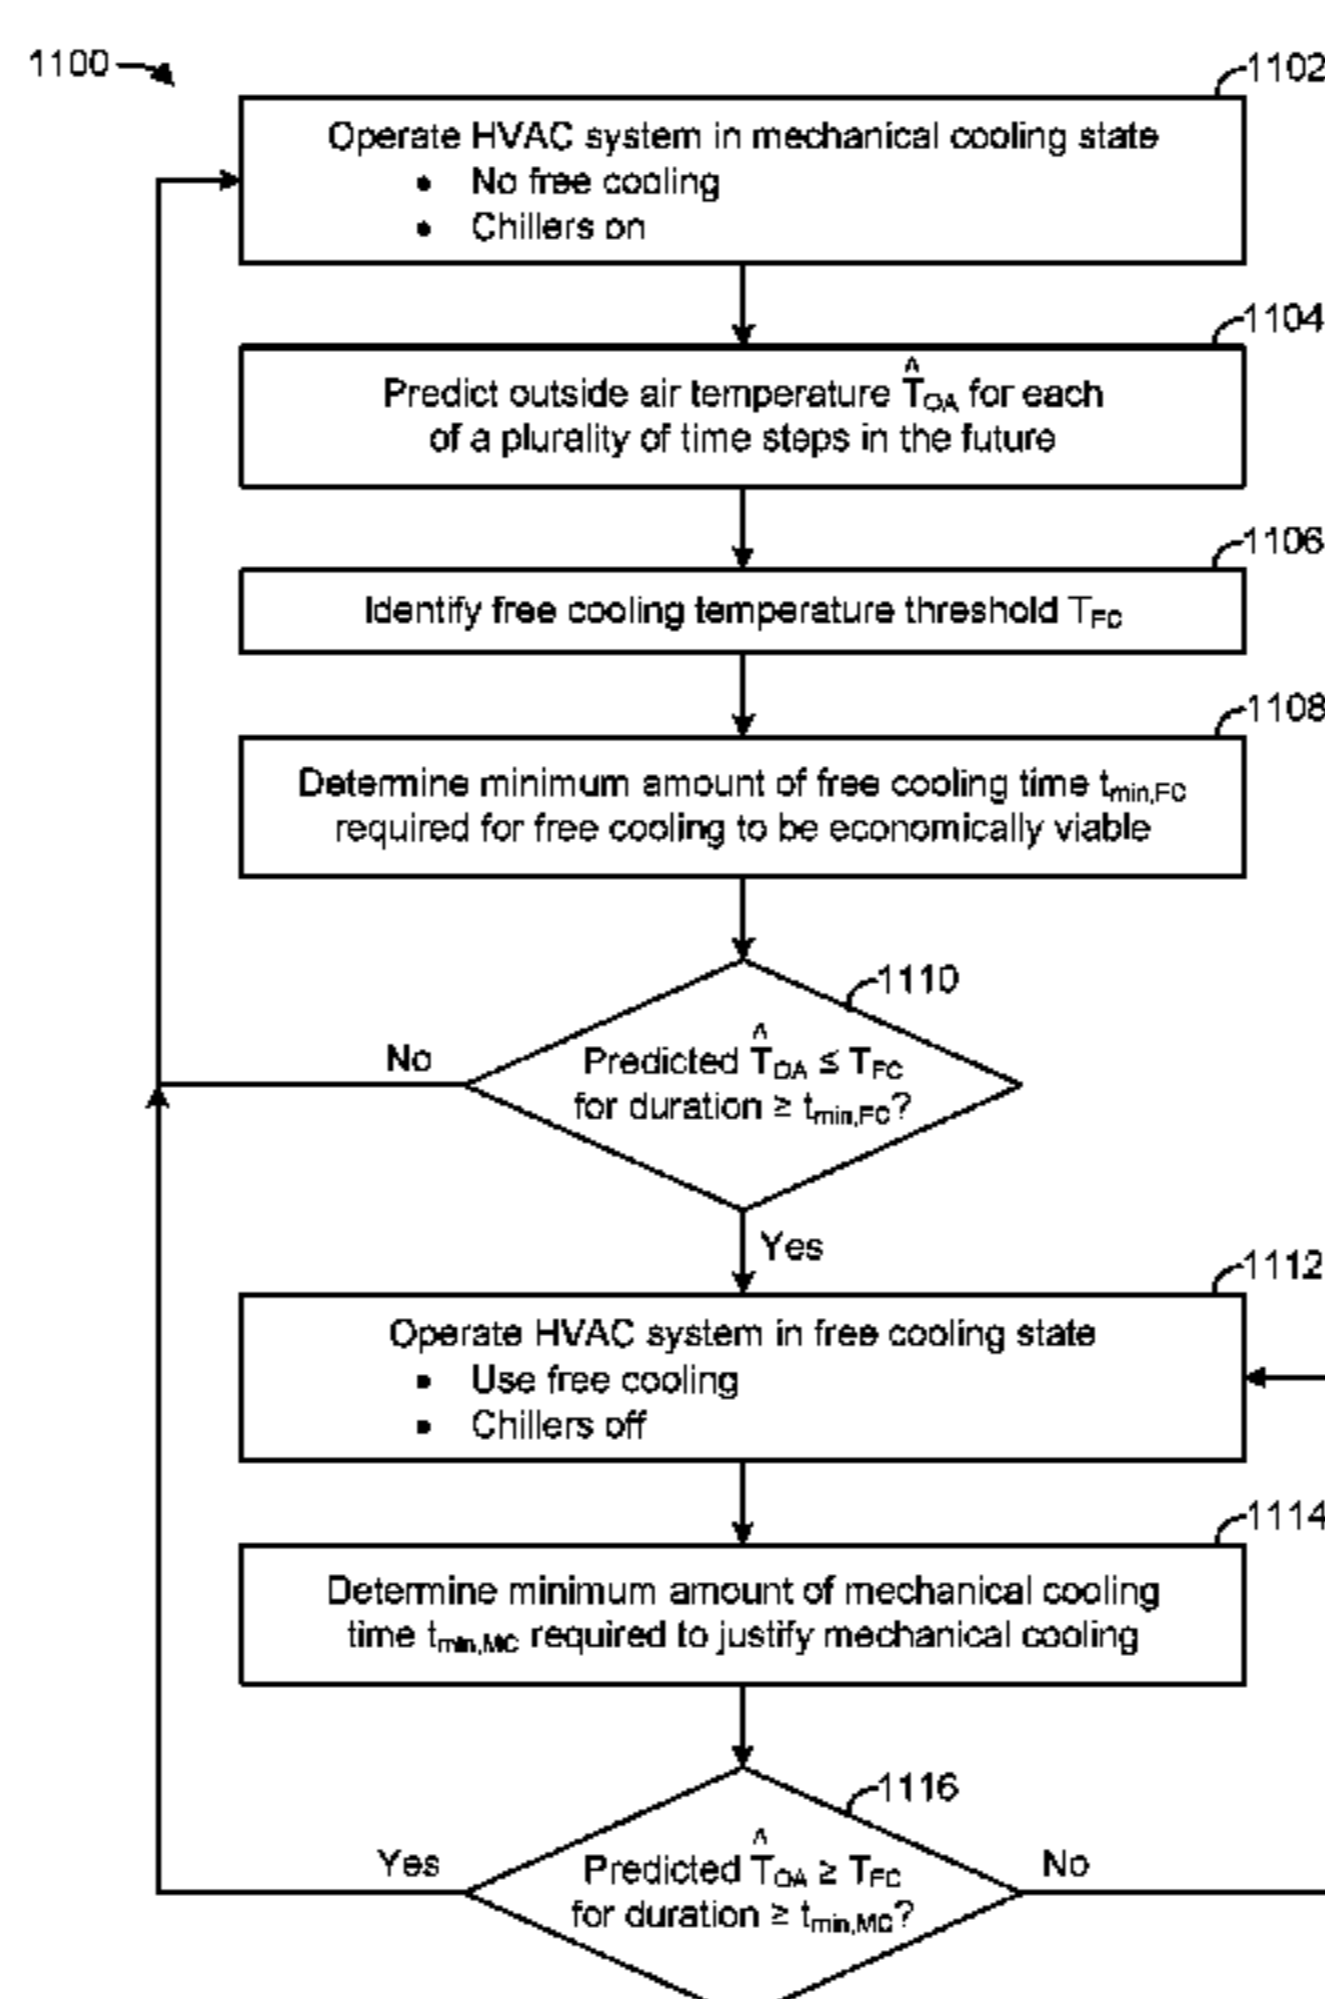 1100
1102
Operate HVAC system in mechanical cooling state
• No free cooling
• Chillers on
1104
Predict outside air temperature T̂OA for each
of a plurality of time steps in the future
1106
Identify free cooling temperature threshold TFC
1108
Determine minimum amount of free cooling time tmin,FC
required for free cooling to be economically viable
1110
No
Predicted T̂OA ≤ TFC
for duration ≥ tmin,FC?
Yes
1112
Operate HVAC system in free cooling state
• Use free cooling
• Chillers off
1114
Determine minimum amount of mechanical cooling
time tmin,MC required to justify mechanical cooling
1116
Yes
Predicted T̂OA ≥ TFC
for duration ≥ tmin,MC?
No